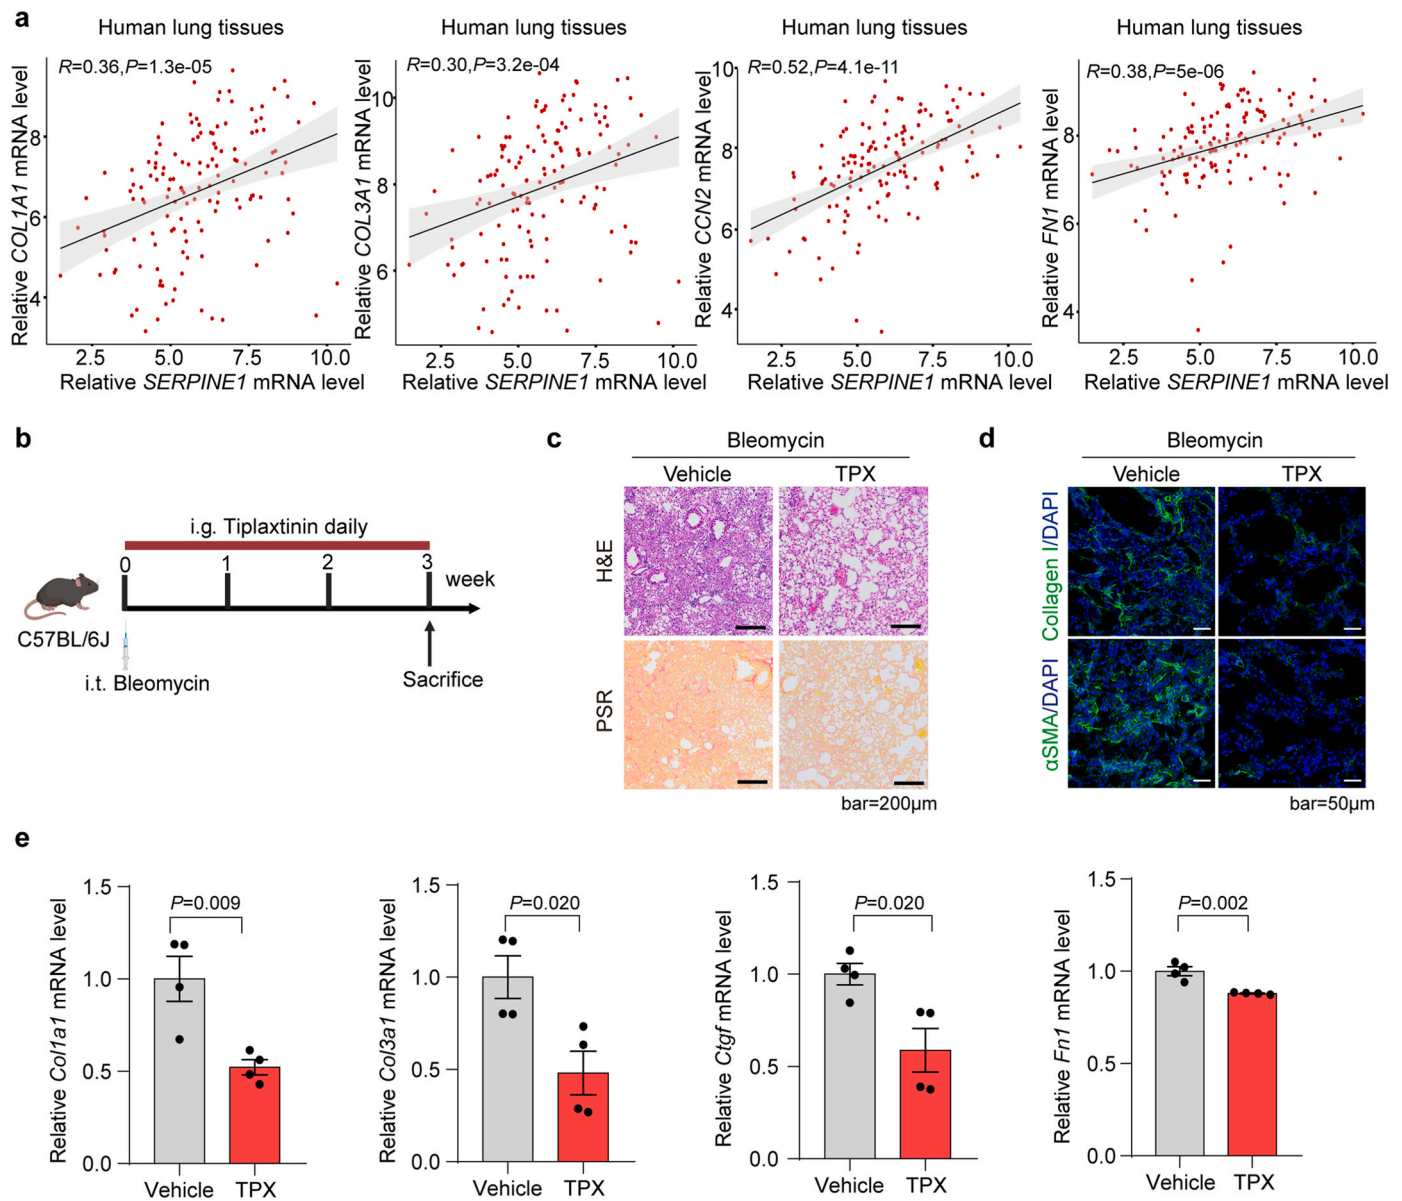 a
Human lung tissues
Human lung tissues
Human lung tissues
Human lung tissues
R=0.36,P=1.3e-05
R=0.30,P=3.2e-04
R=0.52,P=4.1e-11
R=0.38,P=5e-06
Relative COL1A1 mRNA level
8
6
4
2.5 5.0 7.5 10.0
Relative SERPINE1 mRNA level
Relative COL3A1 mRNA level
10
8
6
2.5 5.0 7.5 10.0
Relative SERPINE1 mRNA level
Relative CCN2 mRNA level
10
8
6
4
2.5 5.0 7.5 10.0
Relative SERPINE1 mRNA level
Relative FN1 mRNA level
8
6
4
2.5 5.0 7.5 10.0
Relative SERPINE1 mRNA level
b
i.g. Tiplaxtinin daily
0 1 2 3
week
C57BL/6J
i.t. Bleomycin
Sacrifice
c
Bleomycin
Vehicle TPX
H&E
PSR
bar=200μm
d
Bleomycin
Vehicle TPX
Collagen I/DAPI
αSMA/DAPI
bar=50μm
e
Relative Col1a1 mRNA level
1.5
1.0
0.5
0.0
P=0.009
Vehicle TPX
Relative Col3a1 mRNA level
1.5
1.0
0.5
0.0
P=0.020
Vehicle TPX
Relative Ctgf mRNA level
1.5
1.0
0.5
0.0
P=0.020
Vehicle TPX
Relative Fn1 mRNA level
1.5
1.0
0.5
0.0
P=0.002
Vehicle TPX